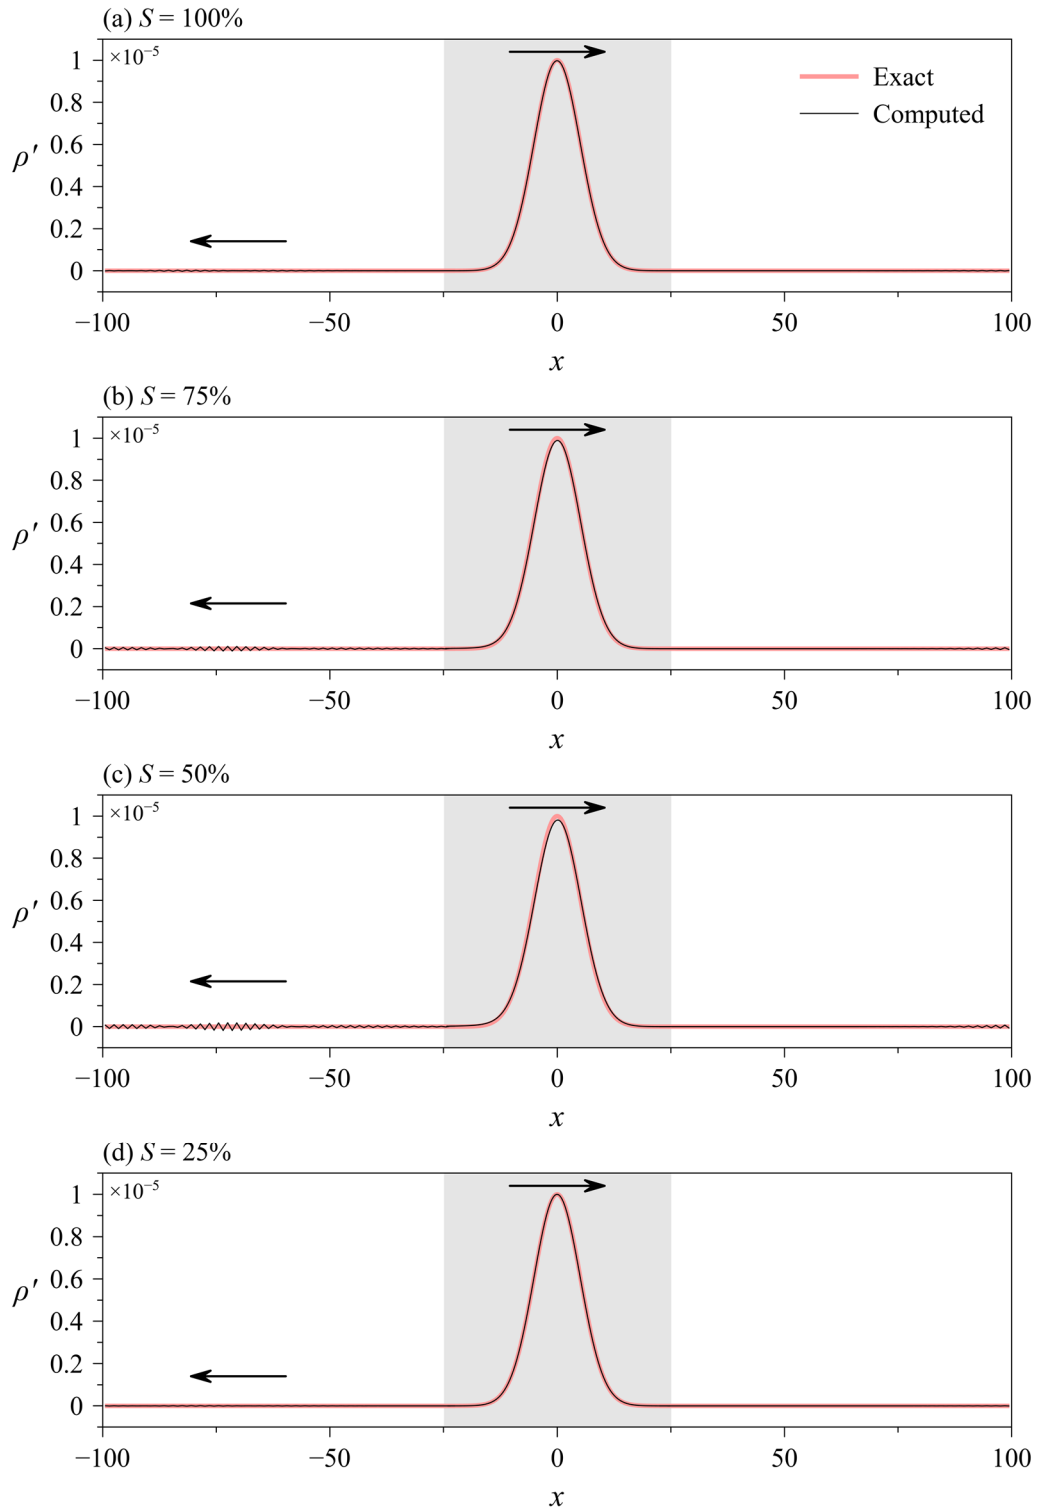 (a) S = 100%
×10⁻⁵
Exact
Computed
1
0.8
0.6
0.4
0.2
0
ρ′
−100 −50 0 50 100
x
(b) S = 75%
×10⁻⁵
1
0.8
0.6
0.4
0.2
0
ρ′
−100 −50 0 50 100
x
(c) S = 50%
×10⁻⁵
1
0.8
0.6
0.4
0.2
0
ρ′
−100 −50 0 50 100
x
(d) S = 25%
×10⁻⁵
1
0.8
0.6
0.4
0.2
0
ρ′
−100 −50 0 50 100
x